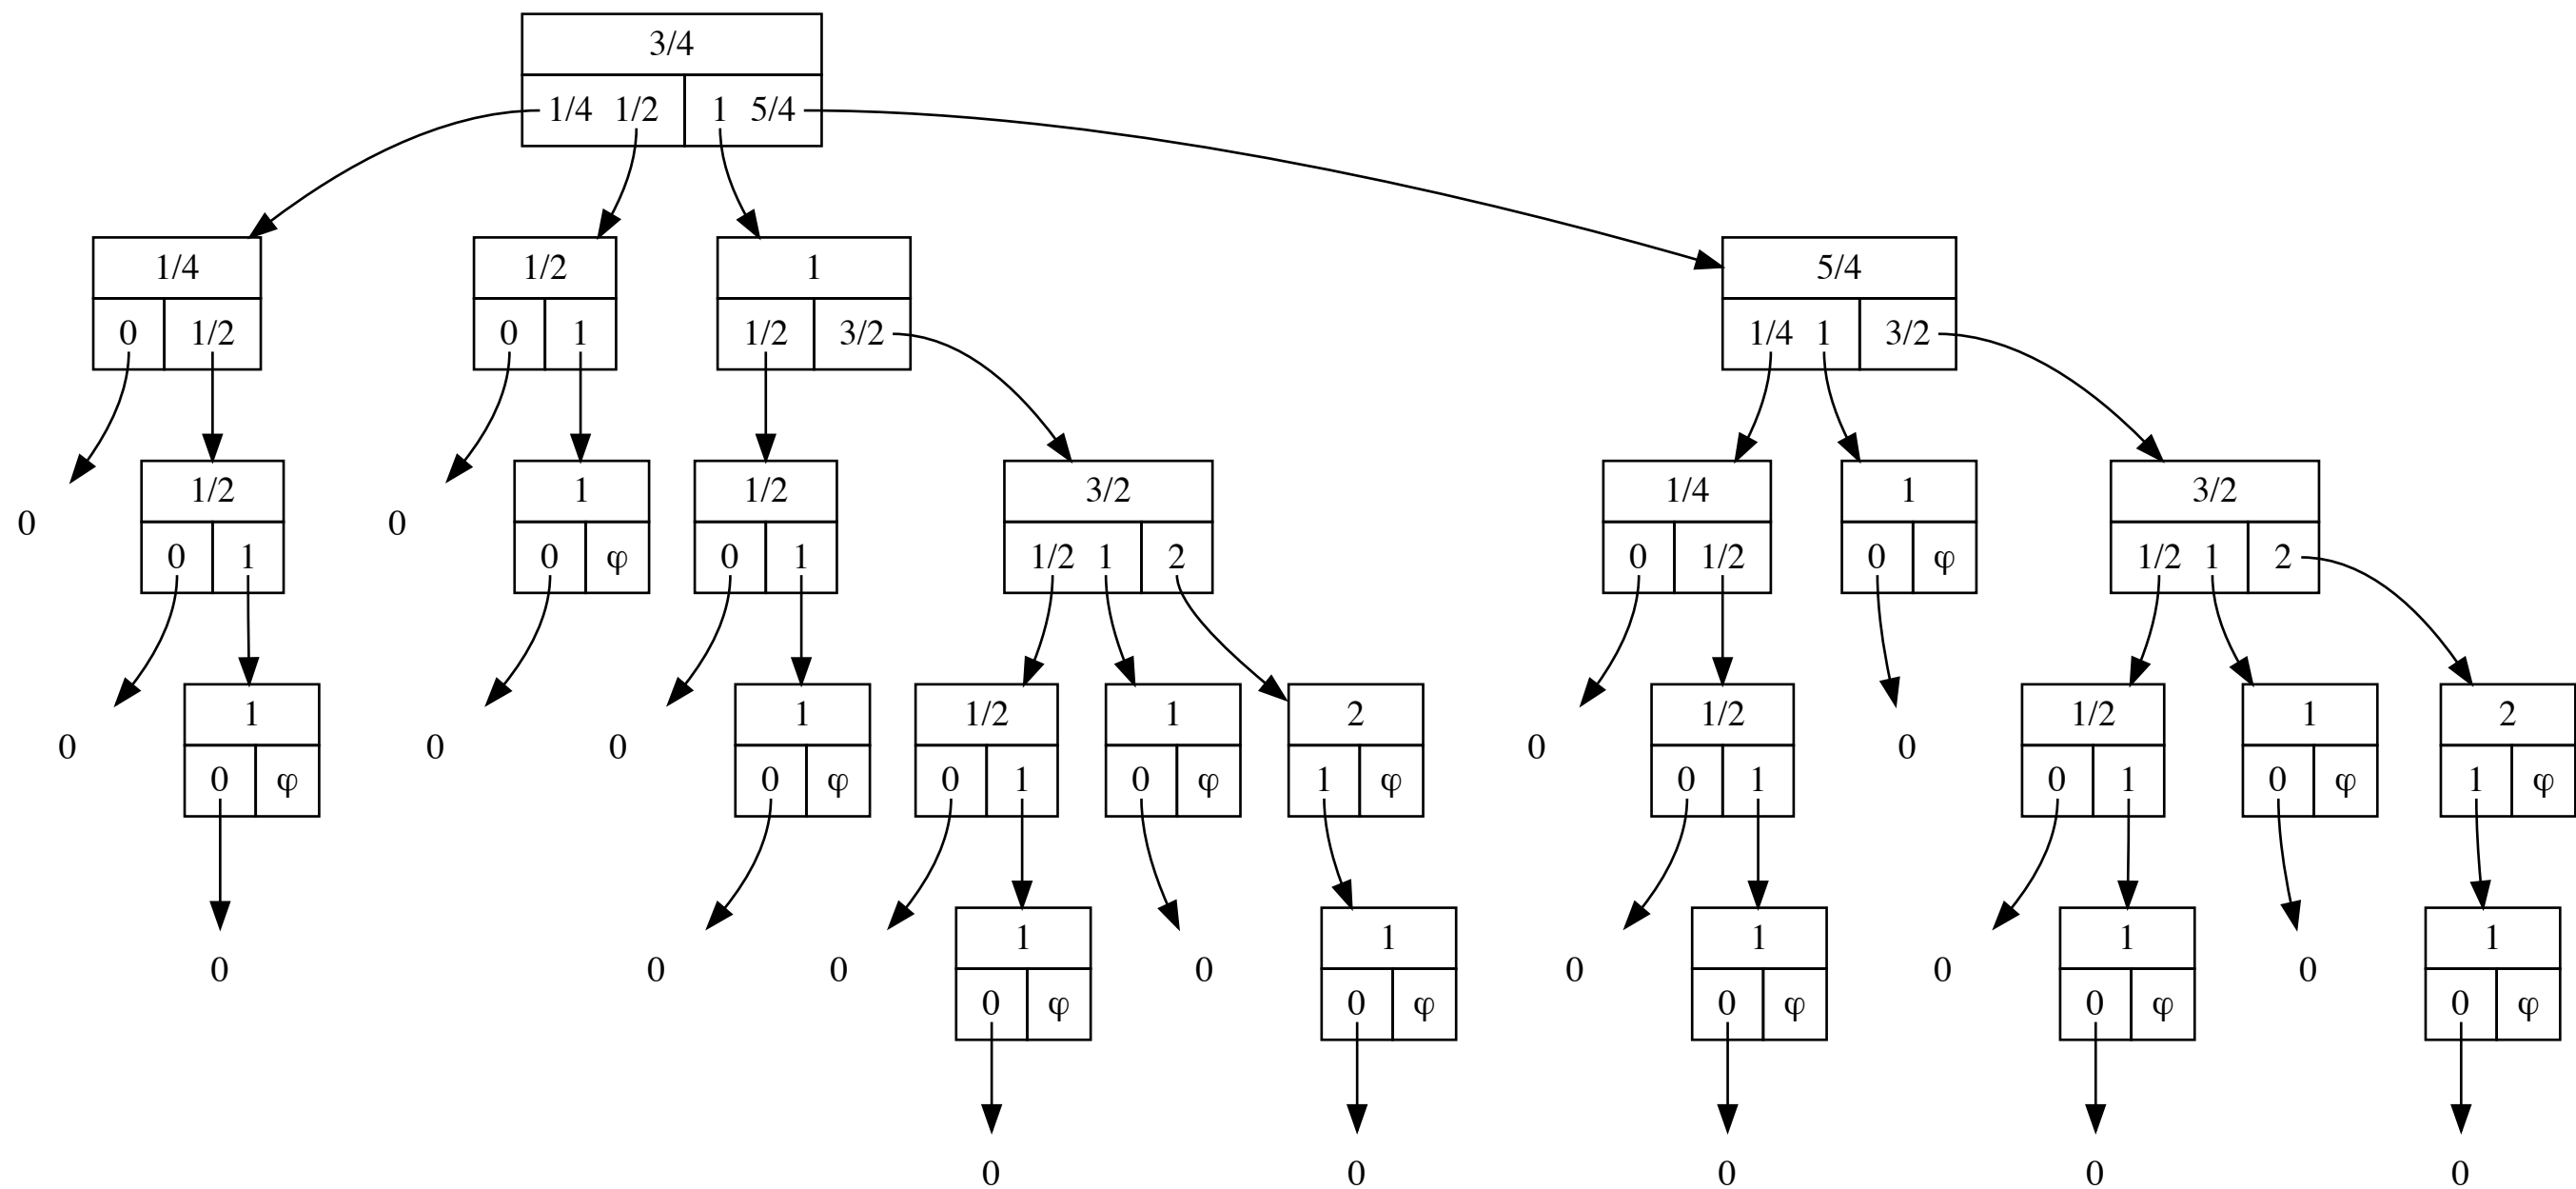 3/4
1/4 1/2 1 5/4
1/4 1/2 1 5/4
0 1/2 0 1 1/2 3/2 1/4 1 3/2
1/2 1 1/2 3/2 1/4 1 3/2
0 0
0 1 0 φ 0 1 1/2 1 2 0 1/2 0 φ 1/2 1 2
1 1 1/2 1 2 1/2 1/2 1 2
0 0 0 0 0
0 φ 0 φ 0 1 0 φ 1 φ 0 1 0 1 0 φ 1 φ
1 1 1 1 1
0 0 0 0 0 0 0
0 φ 0 φ 0 φ 0 φ 0 φ
0 0 0 0 0